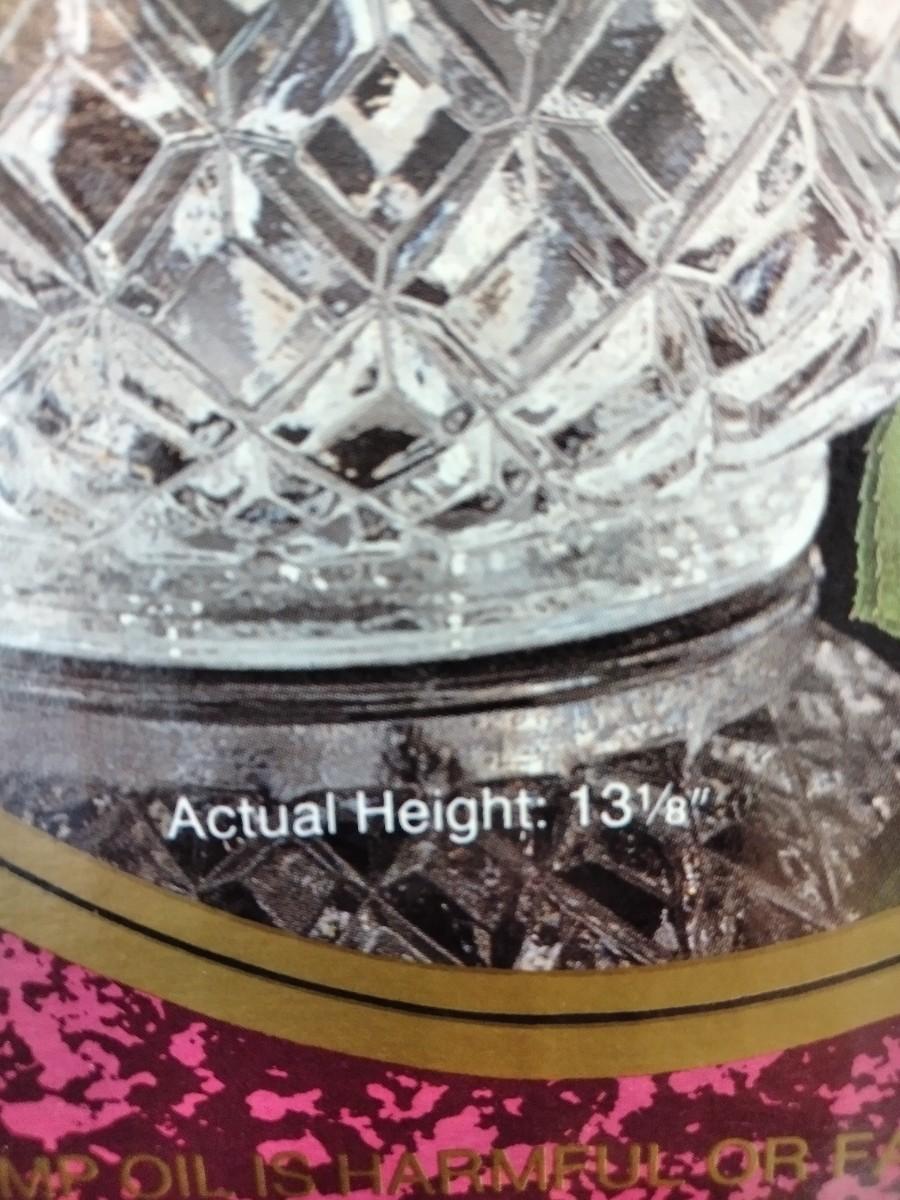 Actual Height: 13⅛"
MP OIL IS HARMFUL OR FA